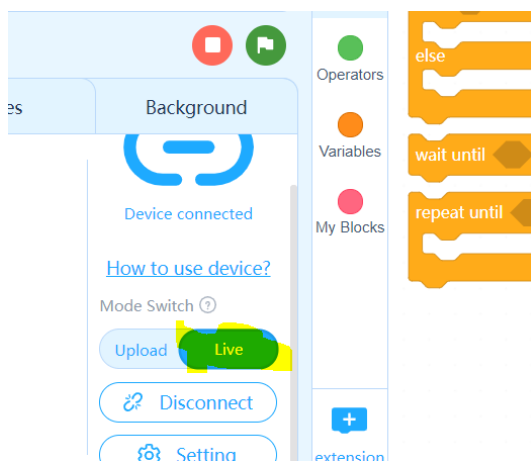 es
Background
Device connected
How to use device?
Mode Switch ?
Upload
Live
Disconnect
Setting
Operators
Variables
My Blocks
extension
else
wait until
repeat until